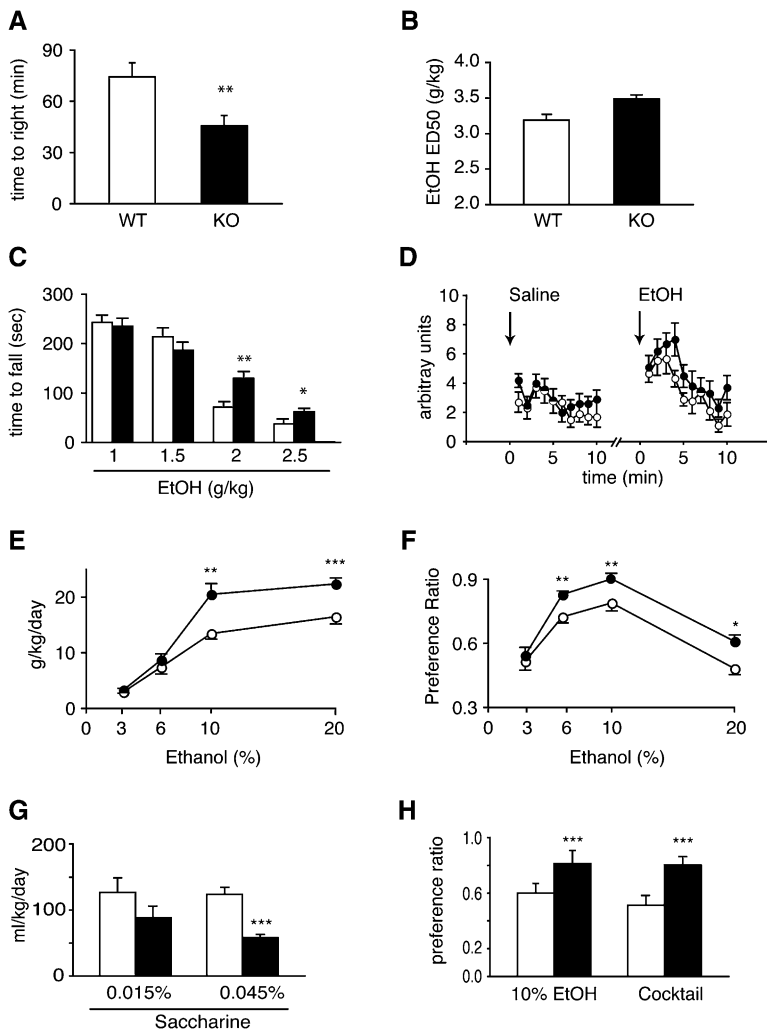 A
time to right (min)
90
60
30
0
**
WT KO
B
EtOH ED50 (g/kg)
4.0
3.5
3.0
2.5
2.0
WT KO
C
time to fall (sec)
300
200
100
0
**
*
1 1.5 2 2.5
EtOH (g/kg)
D
arbitray units
10
8
6
4
2
0
Saline EtOH
0 5 10 0 5 10
time (min)
E
g/kg/day
20
10
0
** ***
0 3 6 10 20
Ethanol (%)
F
Preference Ratio
0.9
0.6
0.3
** **
*
0 3 6 10 20
Ethanol (%)
G
ml/kg/day
200
100
0
***
0.015% 0.045%
Saccharine
H
preference ratio
1.0
0.6
0.2
0.0
*** ***
10% EtOH Cocktail